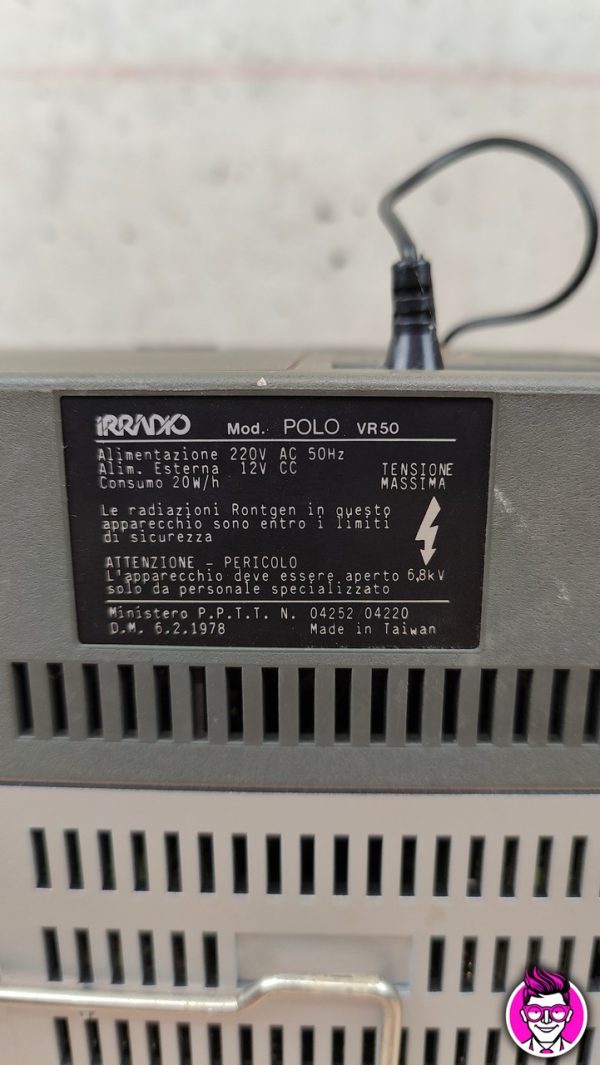 iRRADIO Mod. POLO VR50
Alimentazione 220V AC 50Hz
Alim. Esterna 12V CC
Consumo 20W/h
TENSIONE
MASSIMA
Le radiazioni Rontgen in questo
apparecchio sono entro i limiti
di sicurezza
ATTENZIONE - PERICOLO
L'apparecchio deve essere aperto
solo da personale specializzato
6,8kV
Ministero P.P.T.T. N. 04252/04220
D.M. 6.2.1978 Made in Taiwan